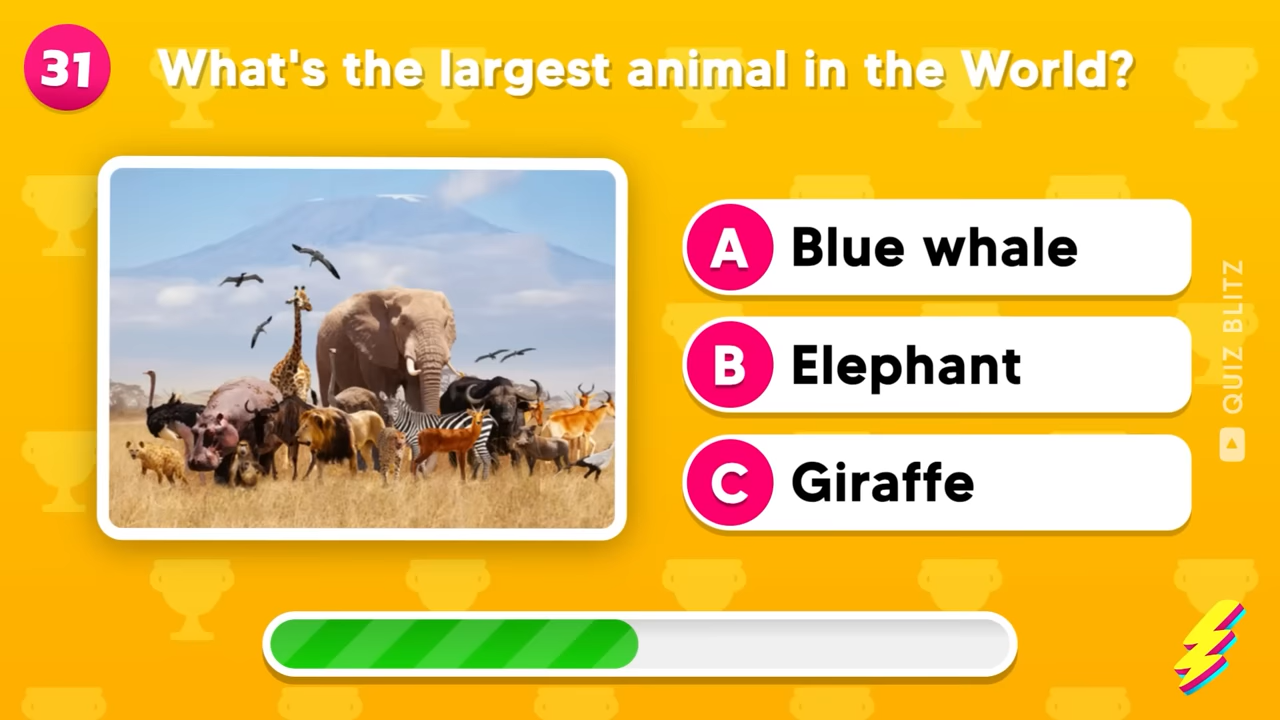 31
What's the largest animal in the World?
A Blue whale
B Elephant
C Giraffe
QUIZ BLITZ